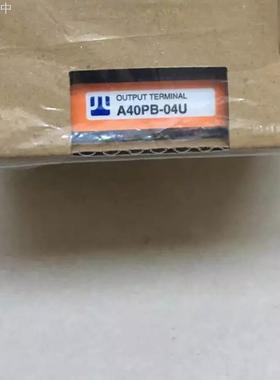 中
OUTPUT TERMINAL
A40PB-04U